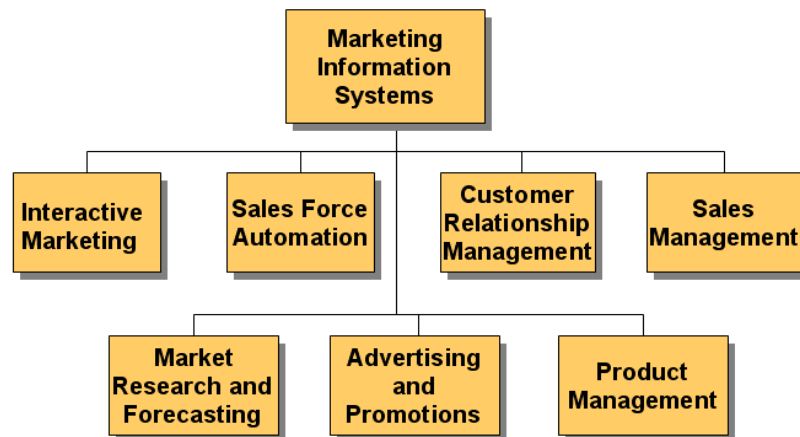 Marketing
Information
Systems
Interactive
Marketing
Sales Force
Automation
Customer
Relationship
Management
Sales
Management
Market
Research and
Forecasting
Advertising
and
Promotions
Product
Management